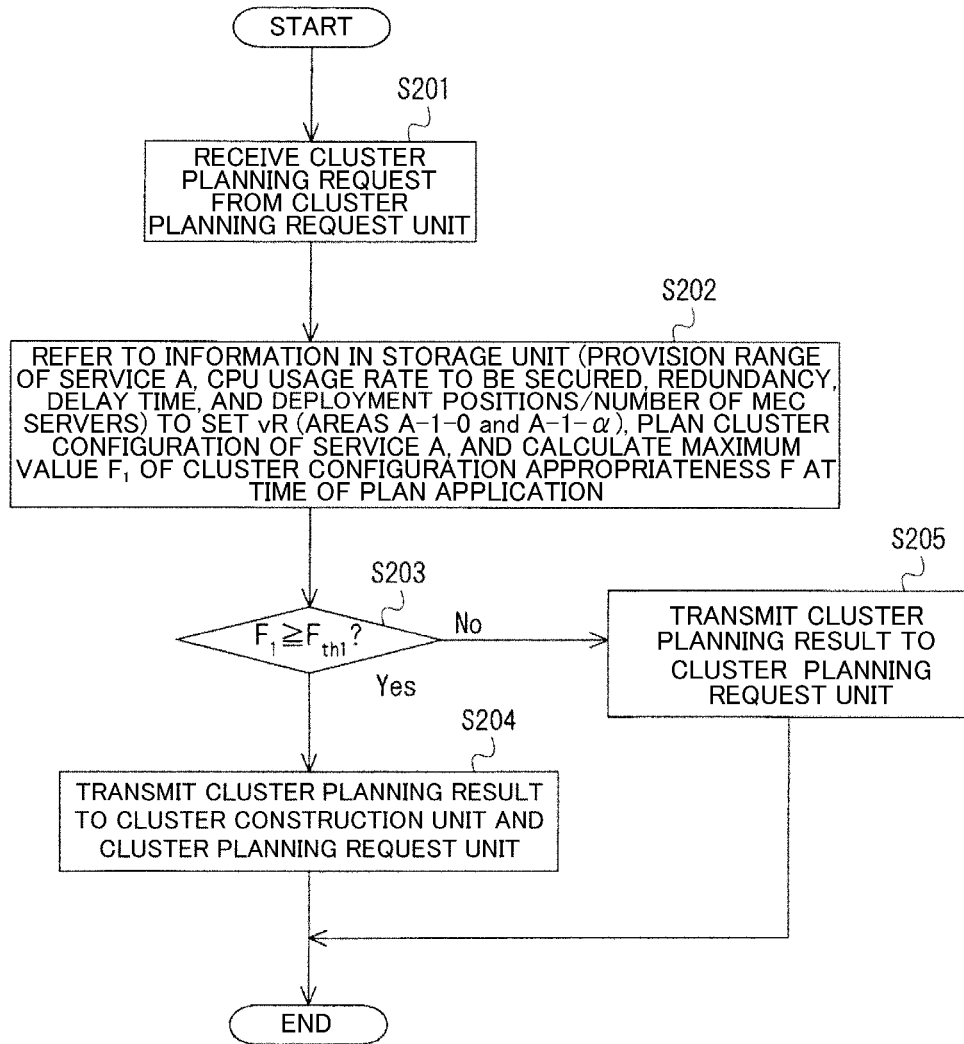 START
S201
RECEIVE CLUSTER
PLANNING REQUEST
FROM CLUSTER
PLANNING REQUEST UNIT
S202
REFER TO INFORMATION IN STORAGE UNIT (PROVISION RANGE
OF SERVICE A, CPU USAGE RATE TO BE SECURED, REDUNDANCY,
DELAY TIME, AND DEPLOYMENT POSITIONS/NUMBER OF MEC
SERVERS) TO SET vR (AREAS A-1-0 and A-1-α), PLAN CLUSTER
CONFIGURATION OF SERVICE A, AND CALCULATE MAXIMUM
VALUE F₁ OF CLUSTER CONFIGURATION APPROPRIATENESS F AT
TIME OF PLAN APPLICATION
S203
F₁≧Fth1?
No
Yes
S205
TRANSMIT CLUSTER
PLANNING RESULT TO
CLUSTER PLANNING
REQUEST UNIT
S204
TRANSMIT CLUSTER PLANNING RESULT
TO CLUSTER CONSTRUCTION UNIT AND
CLUSTER PLANNING REQUEST UNIT
END